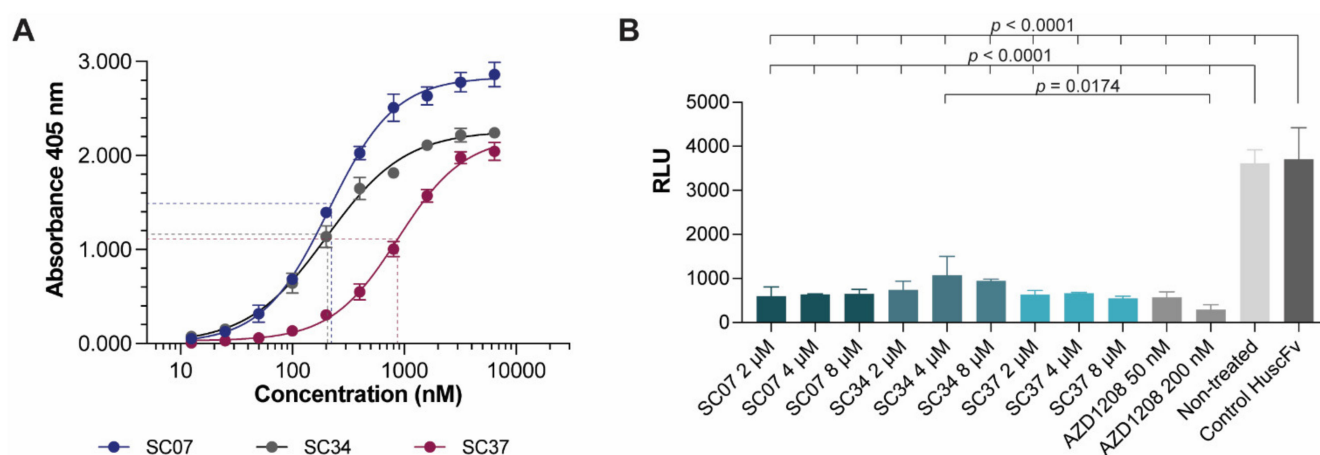 A
Absorbance 405 nm
3.000
2.000
1.000
0.000
10
100
1000
10000
Concentration (nM)
SC07
SC34
SC37
B
p < 0.0001
p < 0.0001
p = 0.0174
RLU
5000
4000
3000
2000
1000
0
SC07 2 µM
SC07 4 µM
SC07 8 µM
SC34 2 µM
SC34 4 µM
SC34 8 µM
SC37 2 µM
SC37 4 µM
SC37 8 µM
AZD1208 50 nM
AZD1208 200 nM
Non-treated
Control HuscFv